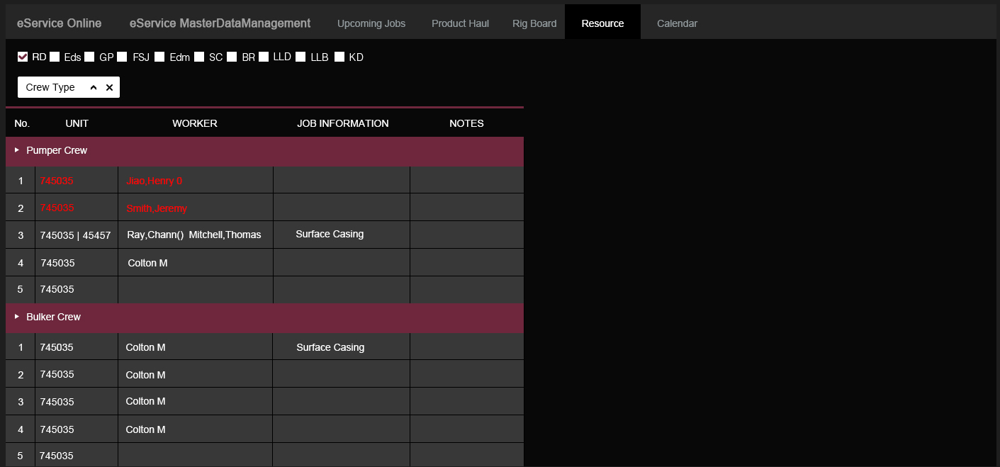 eService Online eService MasterDataManagement Upcoming Jobs Product Haul Rig Board Resource Calendar
RD Eds GP FSJ Edm SC BR LLD LLB KD
Crew Type
No. UNIT WORKER JOB INFORMATION NOTES
Pumper Crew
1 745035 Jiao,Henry 0
2 745035 Smith,Jeremy
3 745035 | 45457 Ray,Chann() Mitchell,Thomas Surface Casing
4 745035 Colton M
5 745035
Bulker Crew
1 745035 Colton M Surface Casing
2 745035 Colton M
3 745035 Colton M
4 745035 Colton M
5 745035